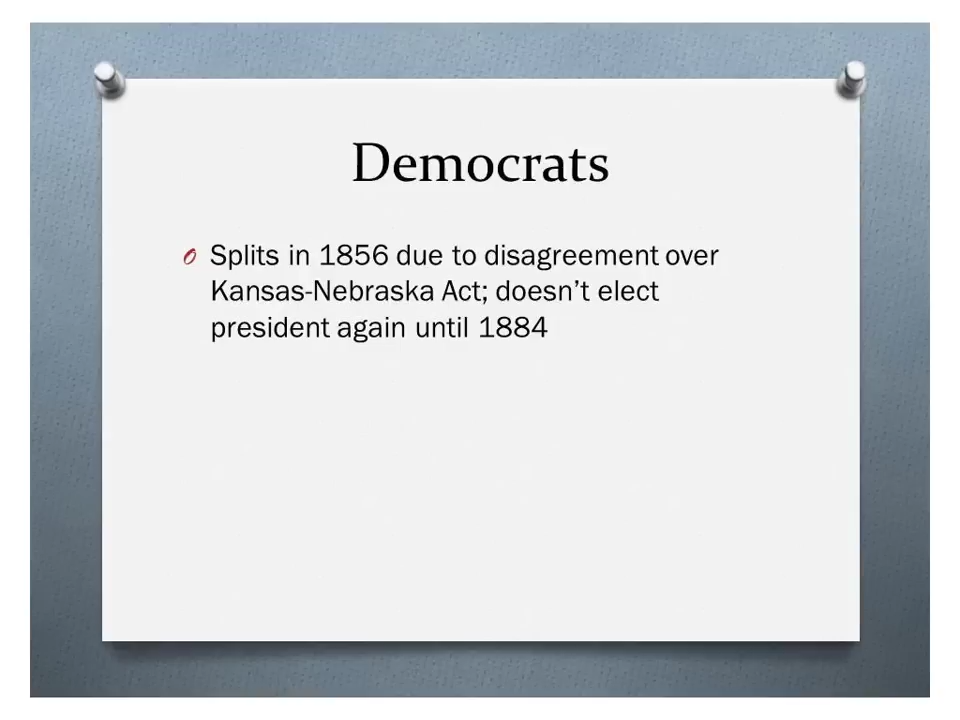 Democrats
Splits in 1856 due to disagreement over
Kansas-Nebraska Act; doesn’t elect
president again until 1884